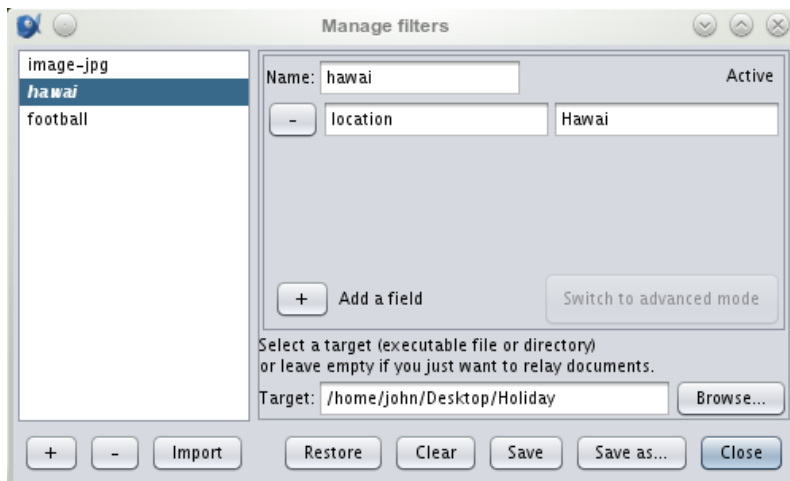 Manage filters
image-jpg
hawai
football
Name: hawai
Active
- location Hawai
+ Add a field
Switch to advanced mode
Select a target (executable file or directory)
or leave empty if you just want to relay documents.
Target: /home/john/Desktop/Holiday Browse...
+ - Import Restore Clear Save Save as... Close